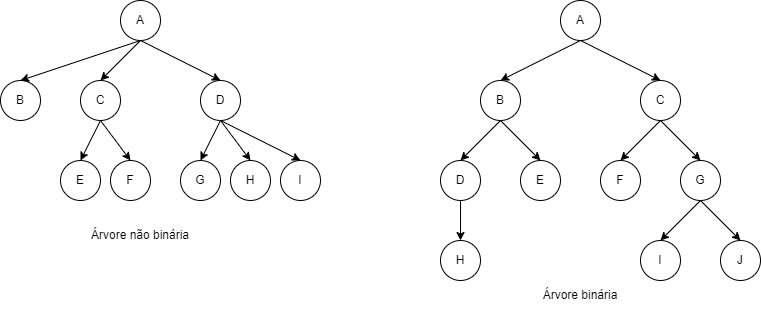 A
B C D
E F G H I
Árvore não binária
A
B C
D E F G
H I J
Árvore binária